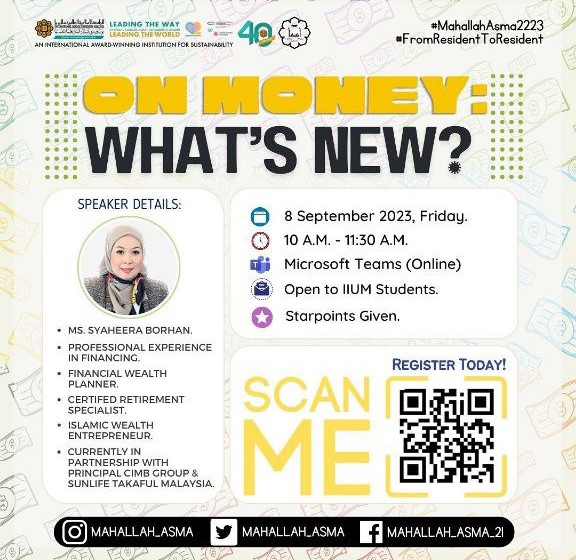 LEADING THE WAY
LEADING THE WORLD
40
AN INTERNATIONAL AWARD-WINNING INSTITUTION FOR SUSTAINABILITY
#MahallahAsma2223
#FromResidentToResident
ON MONEY:
WHAT'S NEW?
SPEAKER DETAILS:
• MS. SYAHEERA BORHAN.
• PROFESSIONAL EXPERIENCE
IN FINANCING.
• FINANCIAL WEALTH
PLANNER.
• CERTIFED RETIREMENT
SPECIALIST.
• ISLAMIC WEALTH
ENTREPRENEUR.
• CURRENTLY IN
PARTNERSHIP WITH
PRINCIPAL CIMB GROUP &
SUNLIFE TAKAFUL MALAYSIA.
8 September 2023, Friday.
10 A.M. - 11:30 A.M.
Microsoft Teams (Online)
Open to IIUM Students.
Starpoints Given.
REGISTER TODAY!
SCAN
ME
MAHALLAH_ASMA
MAHALLAH_ASMA
MAHALLAH_ASMA_21